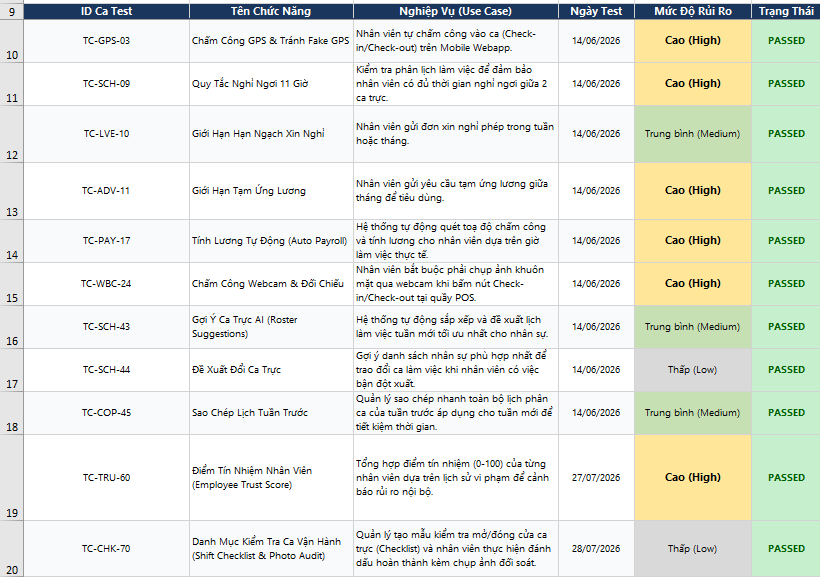 9 ID Ca Test Tên Chức Năng Nghiệp Vụ (Use Case) Ngày Test Mức Độ Rủi Ro Trạng Thái
10 TC-GPS-03 Chấm Công GPS & Tránh Fake GPS Nhân viên tự chấm công vào ca (Check-
in/Check-out) trên Mobile Webapp. 14/06/2026 Cao (High) PASSED
11 TC-SCH-09 Quy Tắc Nghỉ Ngơi 11 Giờ Kiểm tra phân lịch làm việc để đảm bảo
nhân viên có đủ thời gian nghỉ ngơi giữa 2
ca trực. 14/06/2026 Cao (High) PASSED
12 TC-LVE-10 Giới Hạn Hạn Ngạch Xin Nghỉ Nhân viên gửi đơn xin nghỉ phép trong tuần
hoặc tháng. 14/06/2026 Trung bình (Medium) PASSED
13 TC-ADV-11 Giới Hạn Tạm Ứng Lương Nhân viên gửi yêu cầu tạm ứng lương giữa
tháng để tiêu dùng. 14/06/2026 Cao (High) PASSED
14 TC-PAY-17 Tính Lương Tự Động (Auto Payroll) Hệ thống tự động quét toạ độ chấm công
và tính lương cho nhân viên dựa trên giờ
làm việc thực tế. 14/06/2026 Cao (High) PASSED
15 TC-WBC-24 Chấm Công Webcam & Đối Chiếu Nhân viên bắt buộc phải chụp ảnh khuôn
mặt qua webcam khi bấm nút Check-
in/Check-out tại quầy POS. 14/06/2026 Cao (High) PASSED
16 TC-SCH-43 Gợi Ý Ca Trực AI (Roster
Suggestions) Hệ thống tự động sắp xếp và đề xuất lịch
làm việc tuần mới tối ưu nhất cho nhân sự. 14/06/2026 Trung bình (Medium) PASSED
17 TC-SCH-44 Đề Xuất Đổi Ca Trực Gợi ý danh sách nhân sự phù hợp nhất để
trao đổi ca làm việc khi nhân viên có việc
bận đột xuất. 14/06/2026 Thấp (Low) PASSED
18 TC-COP-45 Sao Chép Lịch Tuần Trước Quản lý sao chép nhanh toàn bộ lịch phân
ca của tuần trước áp dụng cho tuần mới để
tiết kiệm thời gian. 14/06/2026 Trung bình (Medium) PASSED
19 TC-TRU-60 Điểm Tín Nhiệm Nhân Viên
(Employee Trust Score) Tổng hợp điểm tín nhiệm (0-100) của từng
nhân viên dựa trên lịch sử vi phạm để cảnh
báo rủi ro nội bộ. 27/07/2026 Cao (High) PASSED
20 TC-CHK-70 Danh Mục Kiểm Tra Ca Vận Hành
(Shift Checklist & Photo Audit) Quản lý tạo mẫu kiểm tra mở/đóng cửa ca
trực (Checklist) và nhân viên thực hiện đánh
dấu hoàn thành kèm chụp ảnh đối soát. 28/07/2026 Thấp (Low) PASSED